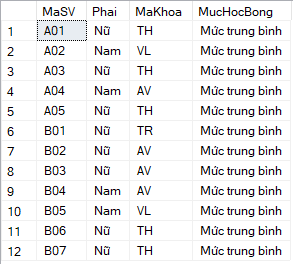 MaSV Phai MaKhoa MucHocBong
1 A01 Nữ TH Mức trung bình
2 A02 Nam VL Mức trung bình
3 A03 Nữ TH Mức trung bình
4 A04 Nam AV Mức trung bình
5 A05 Nữ TH Mức trung bình
6 B01 Nữ TR Mức trung bình
7 B02 Nữ AV Mức trung bình
8 B03 Nữ AV Mức trung bình
9 B04 Nam AV Mức trung bình
10 B05 Nam VL Mức trung bình
11 B06 Nữ TH Mức trung bình
12 B07 Nữ TH Mức trung bình